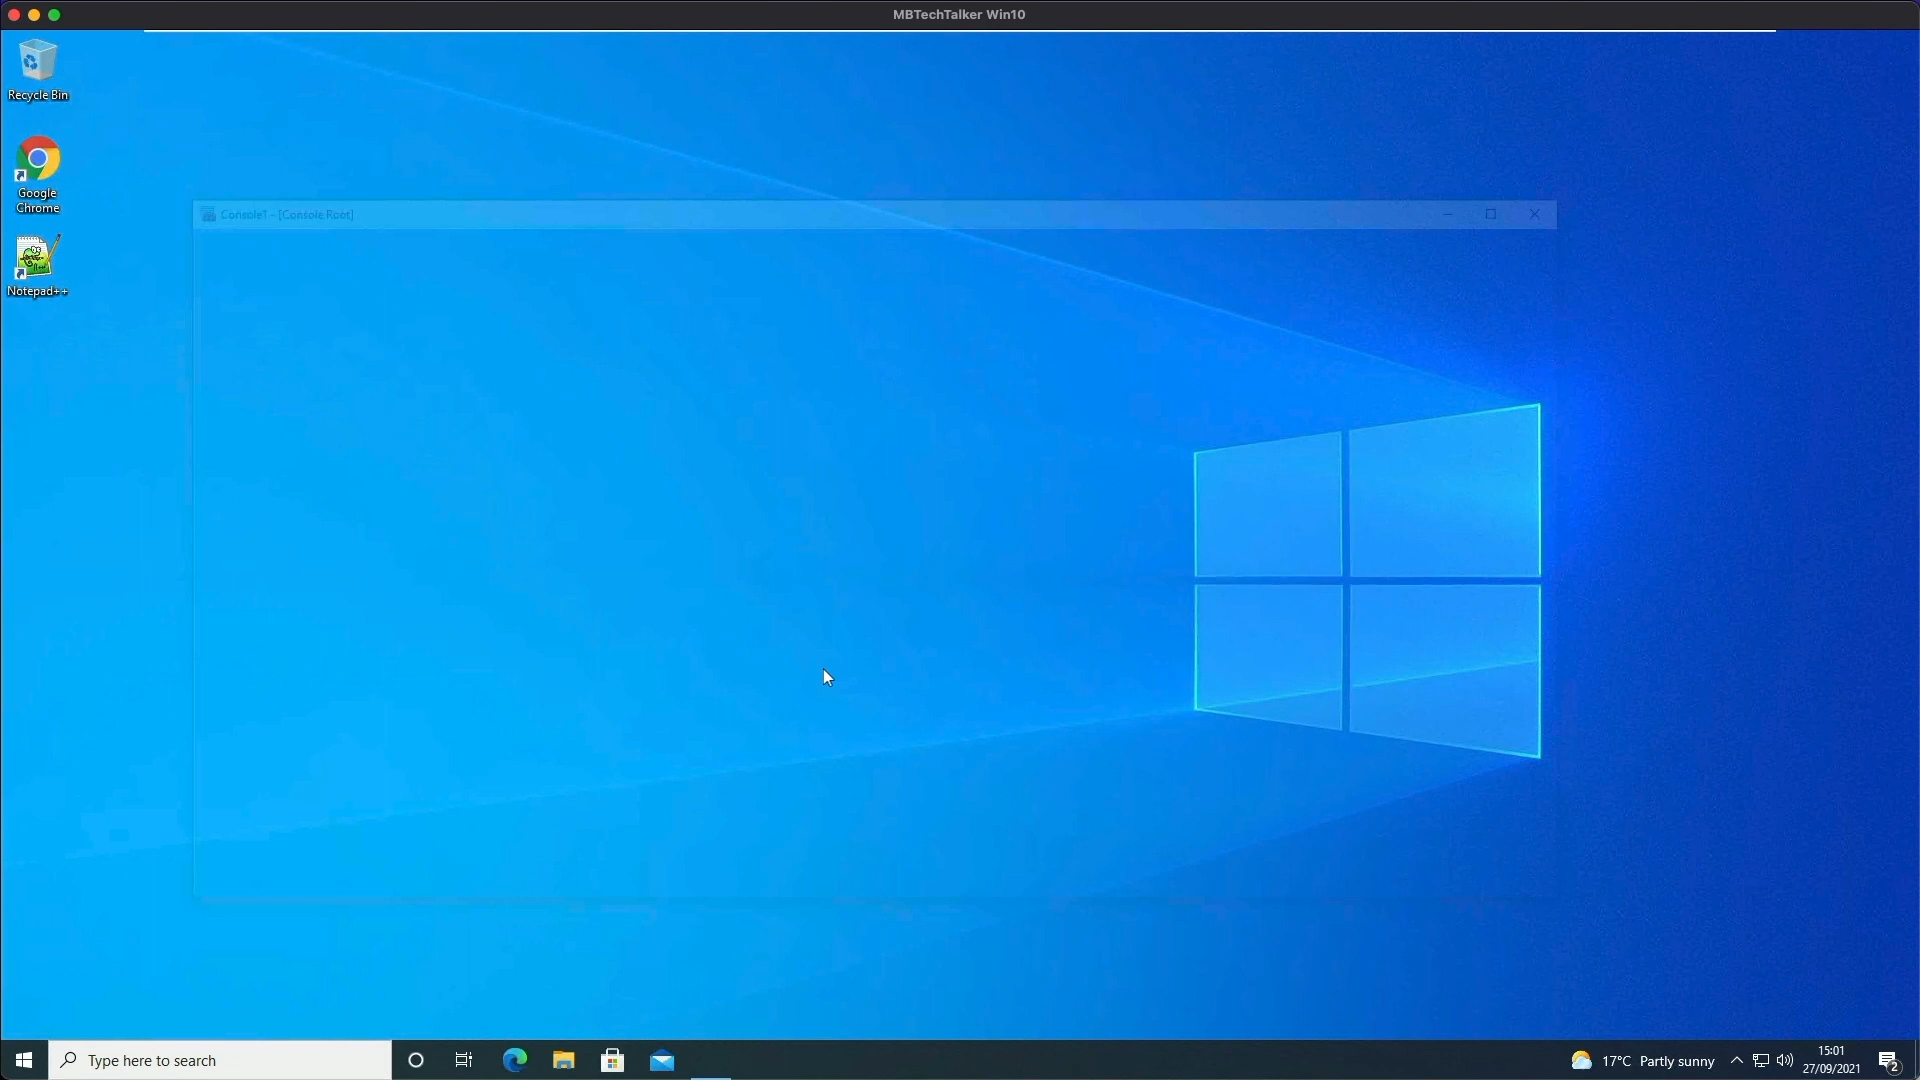 MBTechTalker Win10
Recycle Bin
Google
Chrome
Notepad++
Console1 - [Console Root]
Type here to search
17°C Partly sunny
15:01
27/09/2021
2